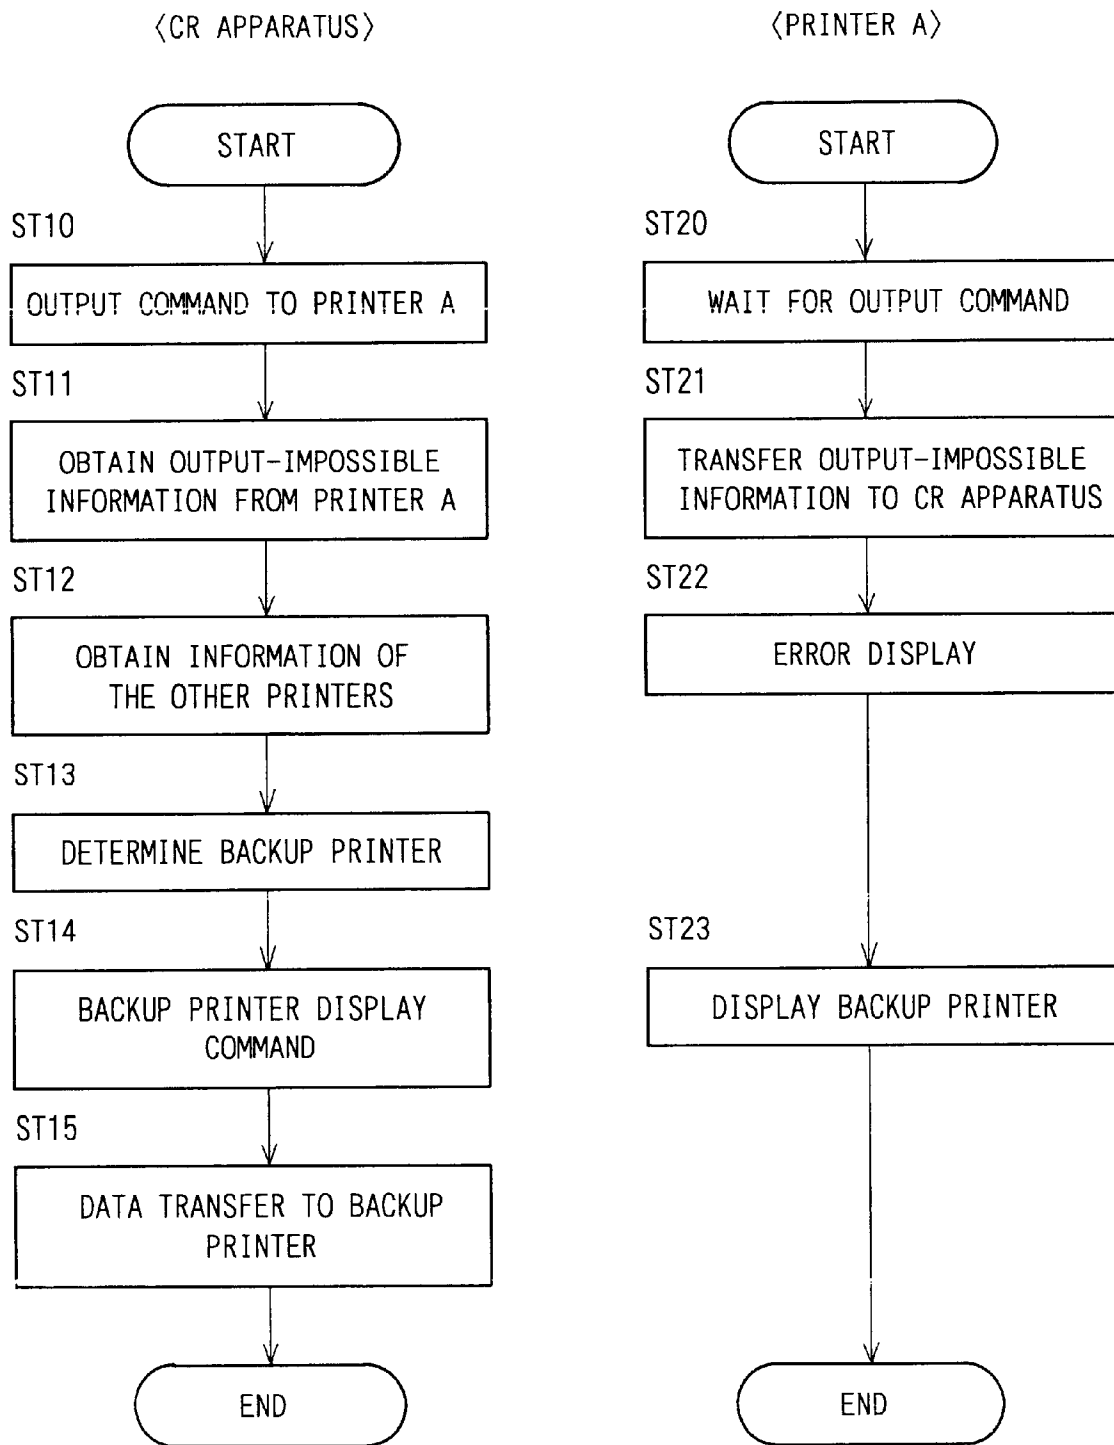 〈CR APPARATUS〉
START
ST10
OUTPUT COMMAND TO PRINTER A
ST11
OBTAIN OUTPUT-IMPOSSIBLE
INFORMATION FROM PRINTER A
ST12
OBTAIN INFORMATION OF
THE OTHER PRINTERS
ST13
DETERMINE BACKUP PRINTER
ST14
BACKUP PRINTER DISPLAY
COMMAND
ST15
DATA TRANSFER TO BACKUP
PRINTER
END
〈PRINTER A〉
START
ST20
WAIT FOR OUTPUT COMMAND
ST21
TRANSFER OUTPUT-IMPOSSIBLE
INFORMATION TO CR APPARATUS
ST22
ERROR DISPLAY
ST23
DISPLAY BACKUP PRINTER
END